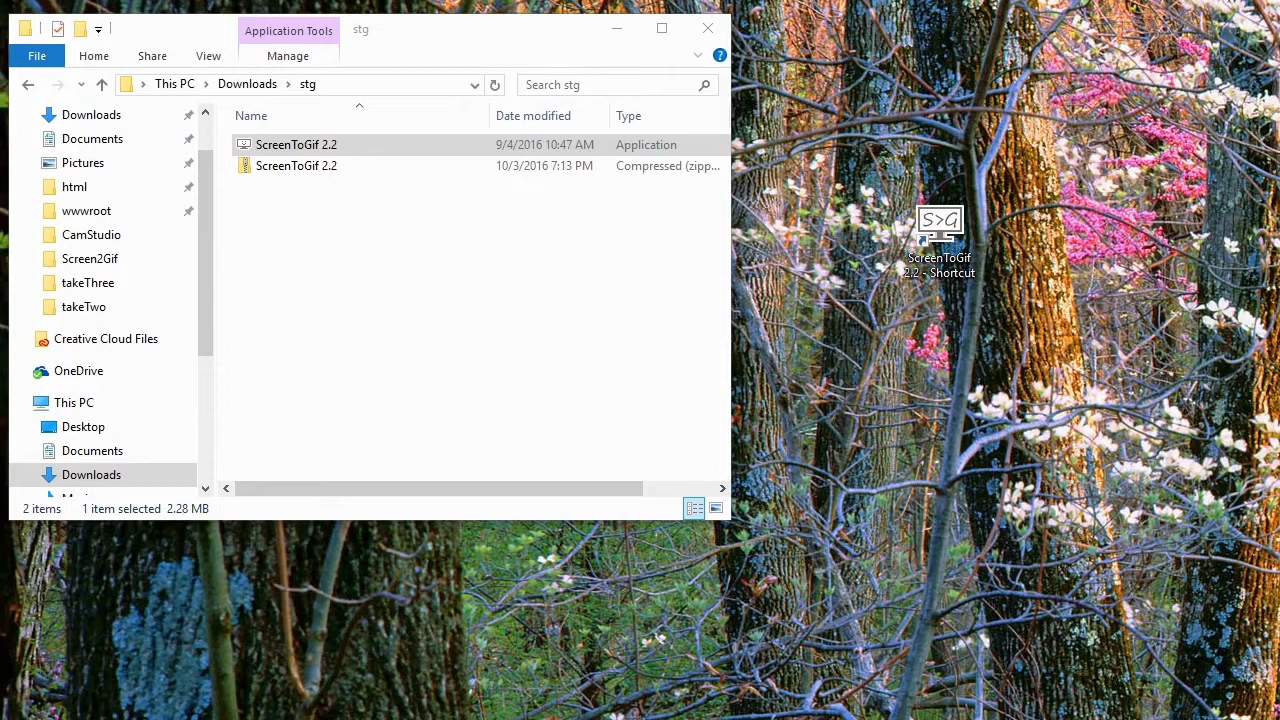 Application Tools
stg
File
Home
Share
View
Manage
This PC
Downloads
stg
Search stg
Downloads
Documents
Pictures
html
wwwroot
CamStudio
Screen2Gif
takeThree
takeTwo
Creative Cloud Files
OneDrive
This PC
Desktop
Documents
Downloads
Name
Date modified
Type
ScreenToGif 2.2
9/4/2016 10:47 AM
Application
ScreenToGif 2.2
10/3/2016 7:13 PM
Compressed (zipp...
2 items
1 item selected 2.28 MB
S>G
ScreenToGif
2.2 - Shortcut